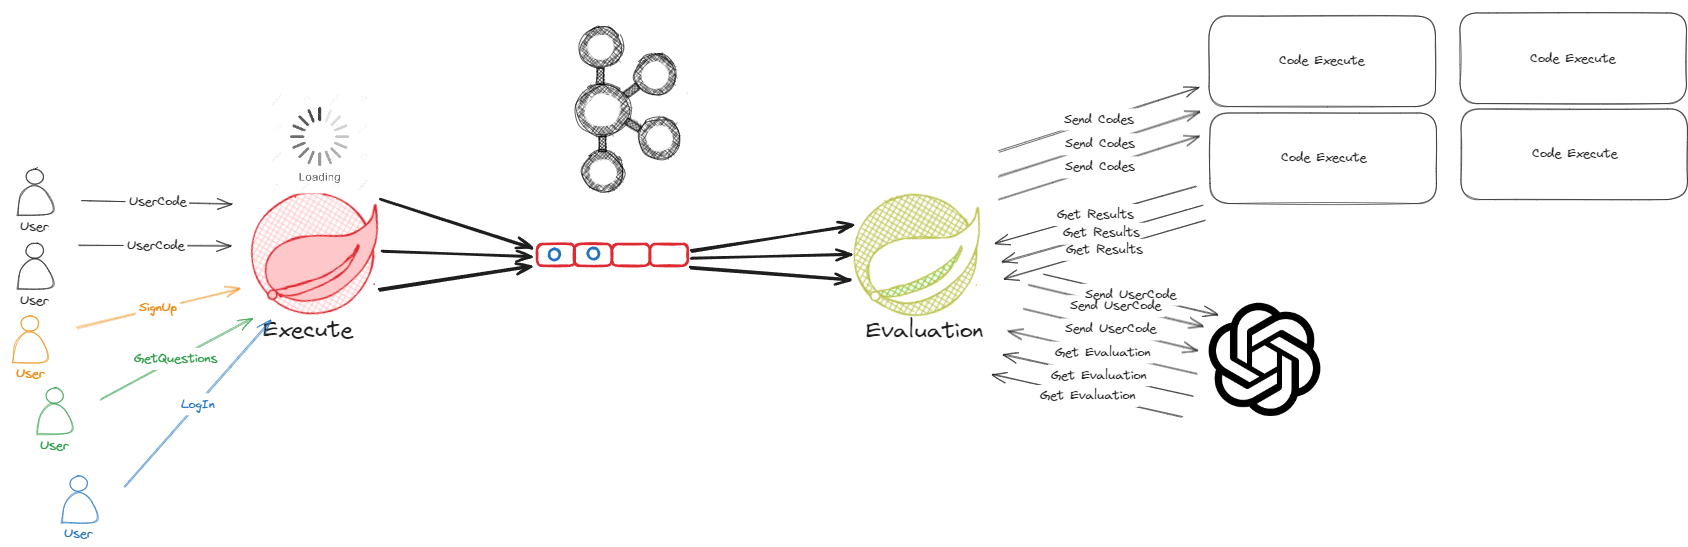 User
User
User
User
User
UserCode
UserCode
SignUp
GetQuestions
LogIn
Loading
Execute
Evaluation
Send Codes
Send Codes
Send Codes
Get Results
Get Results
Get Results
Send UserCode
Send UserCode
Send UserCode
Get Evaluation
Get Evaluation
Get Evaluation
Code Execute
Code Execute
Code Execute
Code Execute